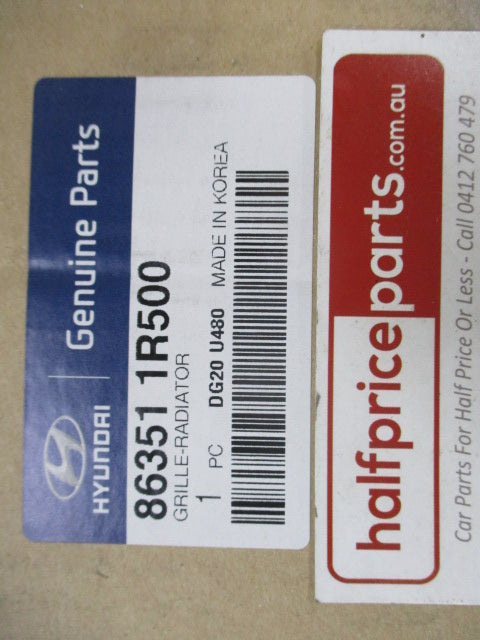 HYUNDAI | Genuine Parts
86351 1R500
GRILLE-RADIATOR
1 PC DG20 U480 MADE IN KOREA
halfpriceparts.com.au
Car Parts For Half Price Or Less - Call 0412 760 479